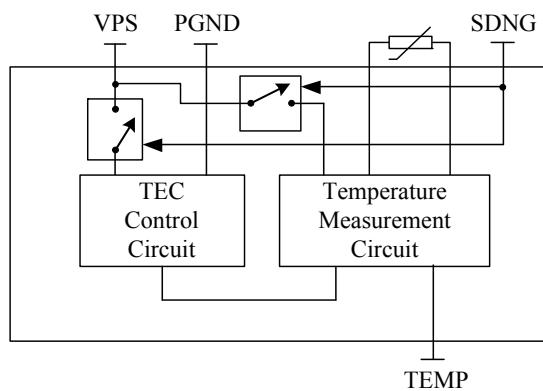 VPS PGND SDNG
TEC
Control
Circuit
Temperature
Measurement
Circuit
TEMP